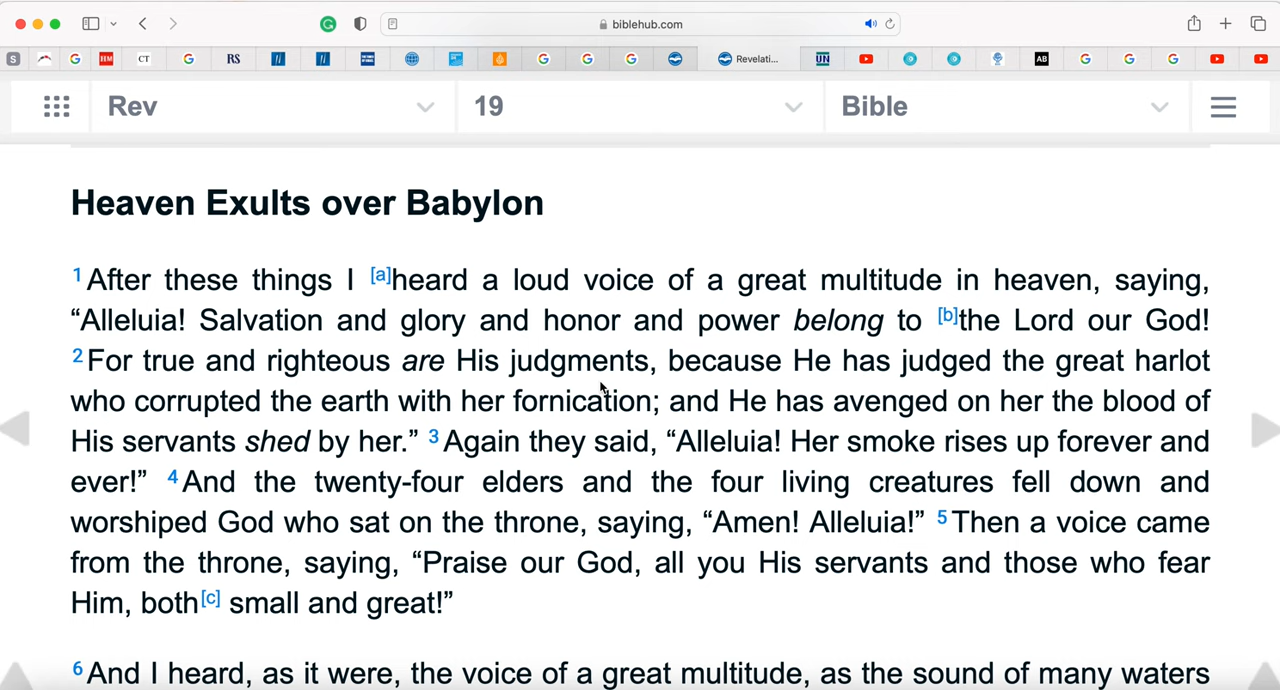 biblehub.com
S G EEM CT G RS G G G Revelati... UN AB G G G
Rev 19 Bible
Heaven Exults over Babylon
1 After these things I [a]heard a loud voice of a great multitude in heaven, saying,
“Alleluia! Salvation and glory and honor and power belong to [b]the Lord our God!
2 For true and righteous are His judgments, because He has judged the great harlot
who corrupted the earth with her fornication; and He has avenged on her the blood of
His servants shed by her.” 3 Again they said, “Alleluia! Her smoke rises up forever and
ever!” 4 And the twenty-four elders and the four living creatures fell down and
worshiped God who sat on the throne, saying, “Amen! Alleluia!” 5 Then a voice came
from the throne, saying, “Praise our God, all you His servants and those who fear
Him, both[c] small and great!”
6 And I heard, as it were, the voice of a great multitude, as the sound of many waters